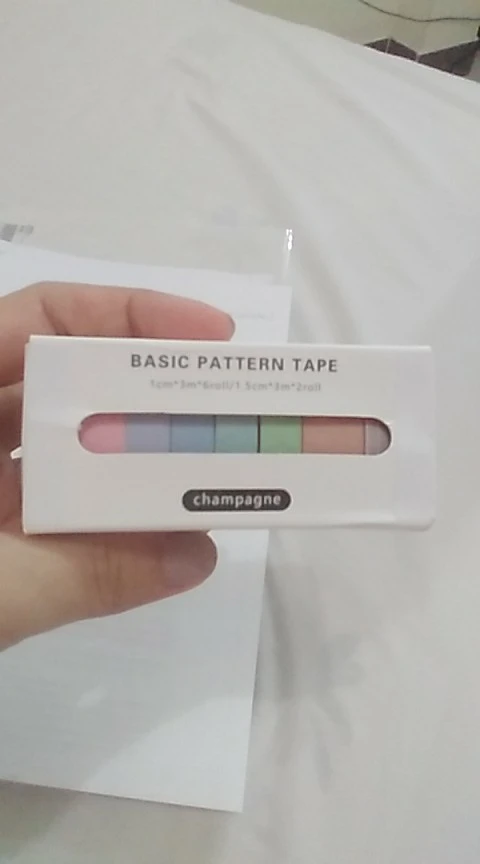 BASIC PATTERN TAPE
1cm*3m*6roll/1.5cm*3m*2roll
champagne